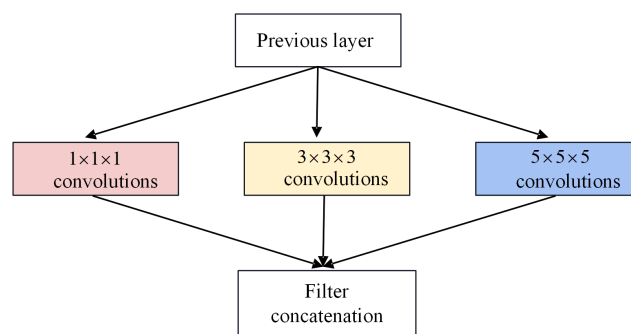 Previous layer
1×1×1
convolutions
3×3×3
convolutions
5×5×5
convolutions
Filter
concatenation